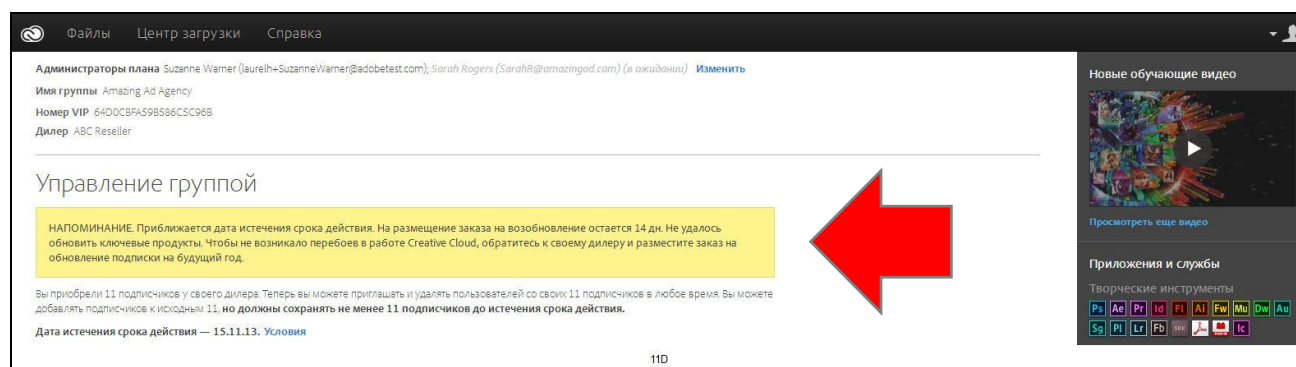 Файлы Центр загрузки Справка
Администраторы плана Suzanne Warner (laurelh+SuzanneWarner@adobetest.com); Sarah Rogers (SarahR@amazingad.com) (в ожидании) Изменить
Имя группы Amazing Ad Agency
Номер VIP 64D0CBFA59B586C5C96B
Дилер ABC Reseller
Управление группой
НАПОМИНАНИЕ. Приближается дата истечения срока действия. На размещение заказа на возобновление остается 14 дн. Не удалось
обновить ключевые продукты. Чтобы не возникало перебоев в работе Creative Cloud, обратитесь к своему дилеру и разместите заказ на
обновление подписки на будущий год.
Вы приобрели 11 подписчиков у своего дилера. Теперь вы можете приглашать и удалять пользователей со своих 11 подписчиков в любое время. Вы можете
добавлять подписчиков к исходным 11, но должны сохранять не менее 11 подписчиков до истечения срока действия.
Дата истечения срока действия — 15.11.13. Условия
Новые обучающие видео
Просмотреть еще видео
Приложения и службы
Творческие инструменты
Ps Ae Pr Id Fl Ai Fw Mu Dw Au
Sg Pl Lr Fb SDK Ic
11D